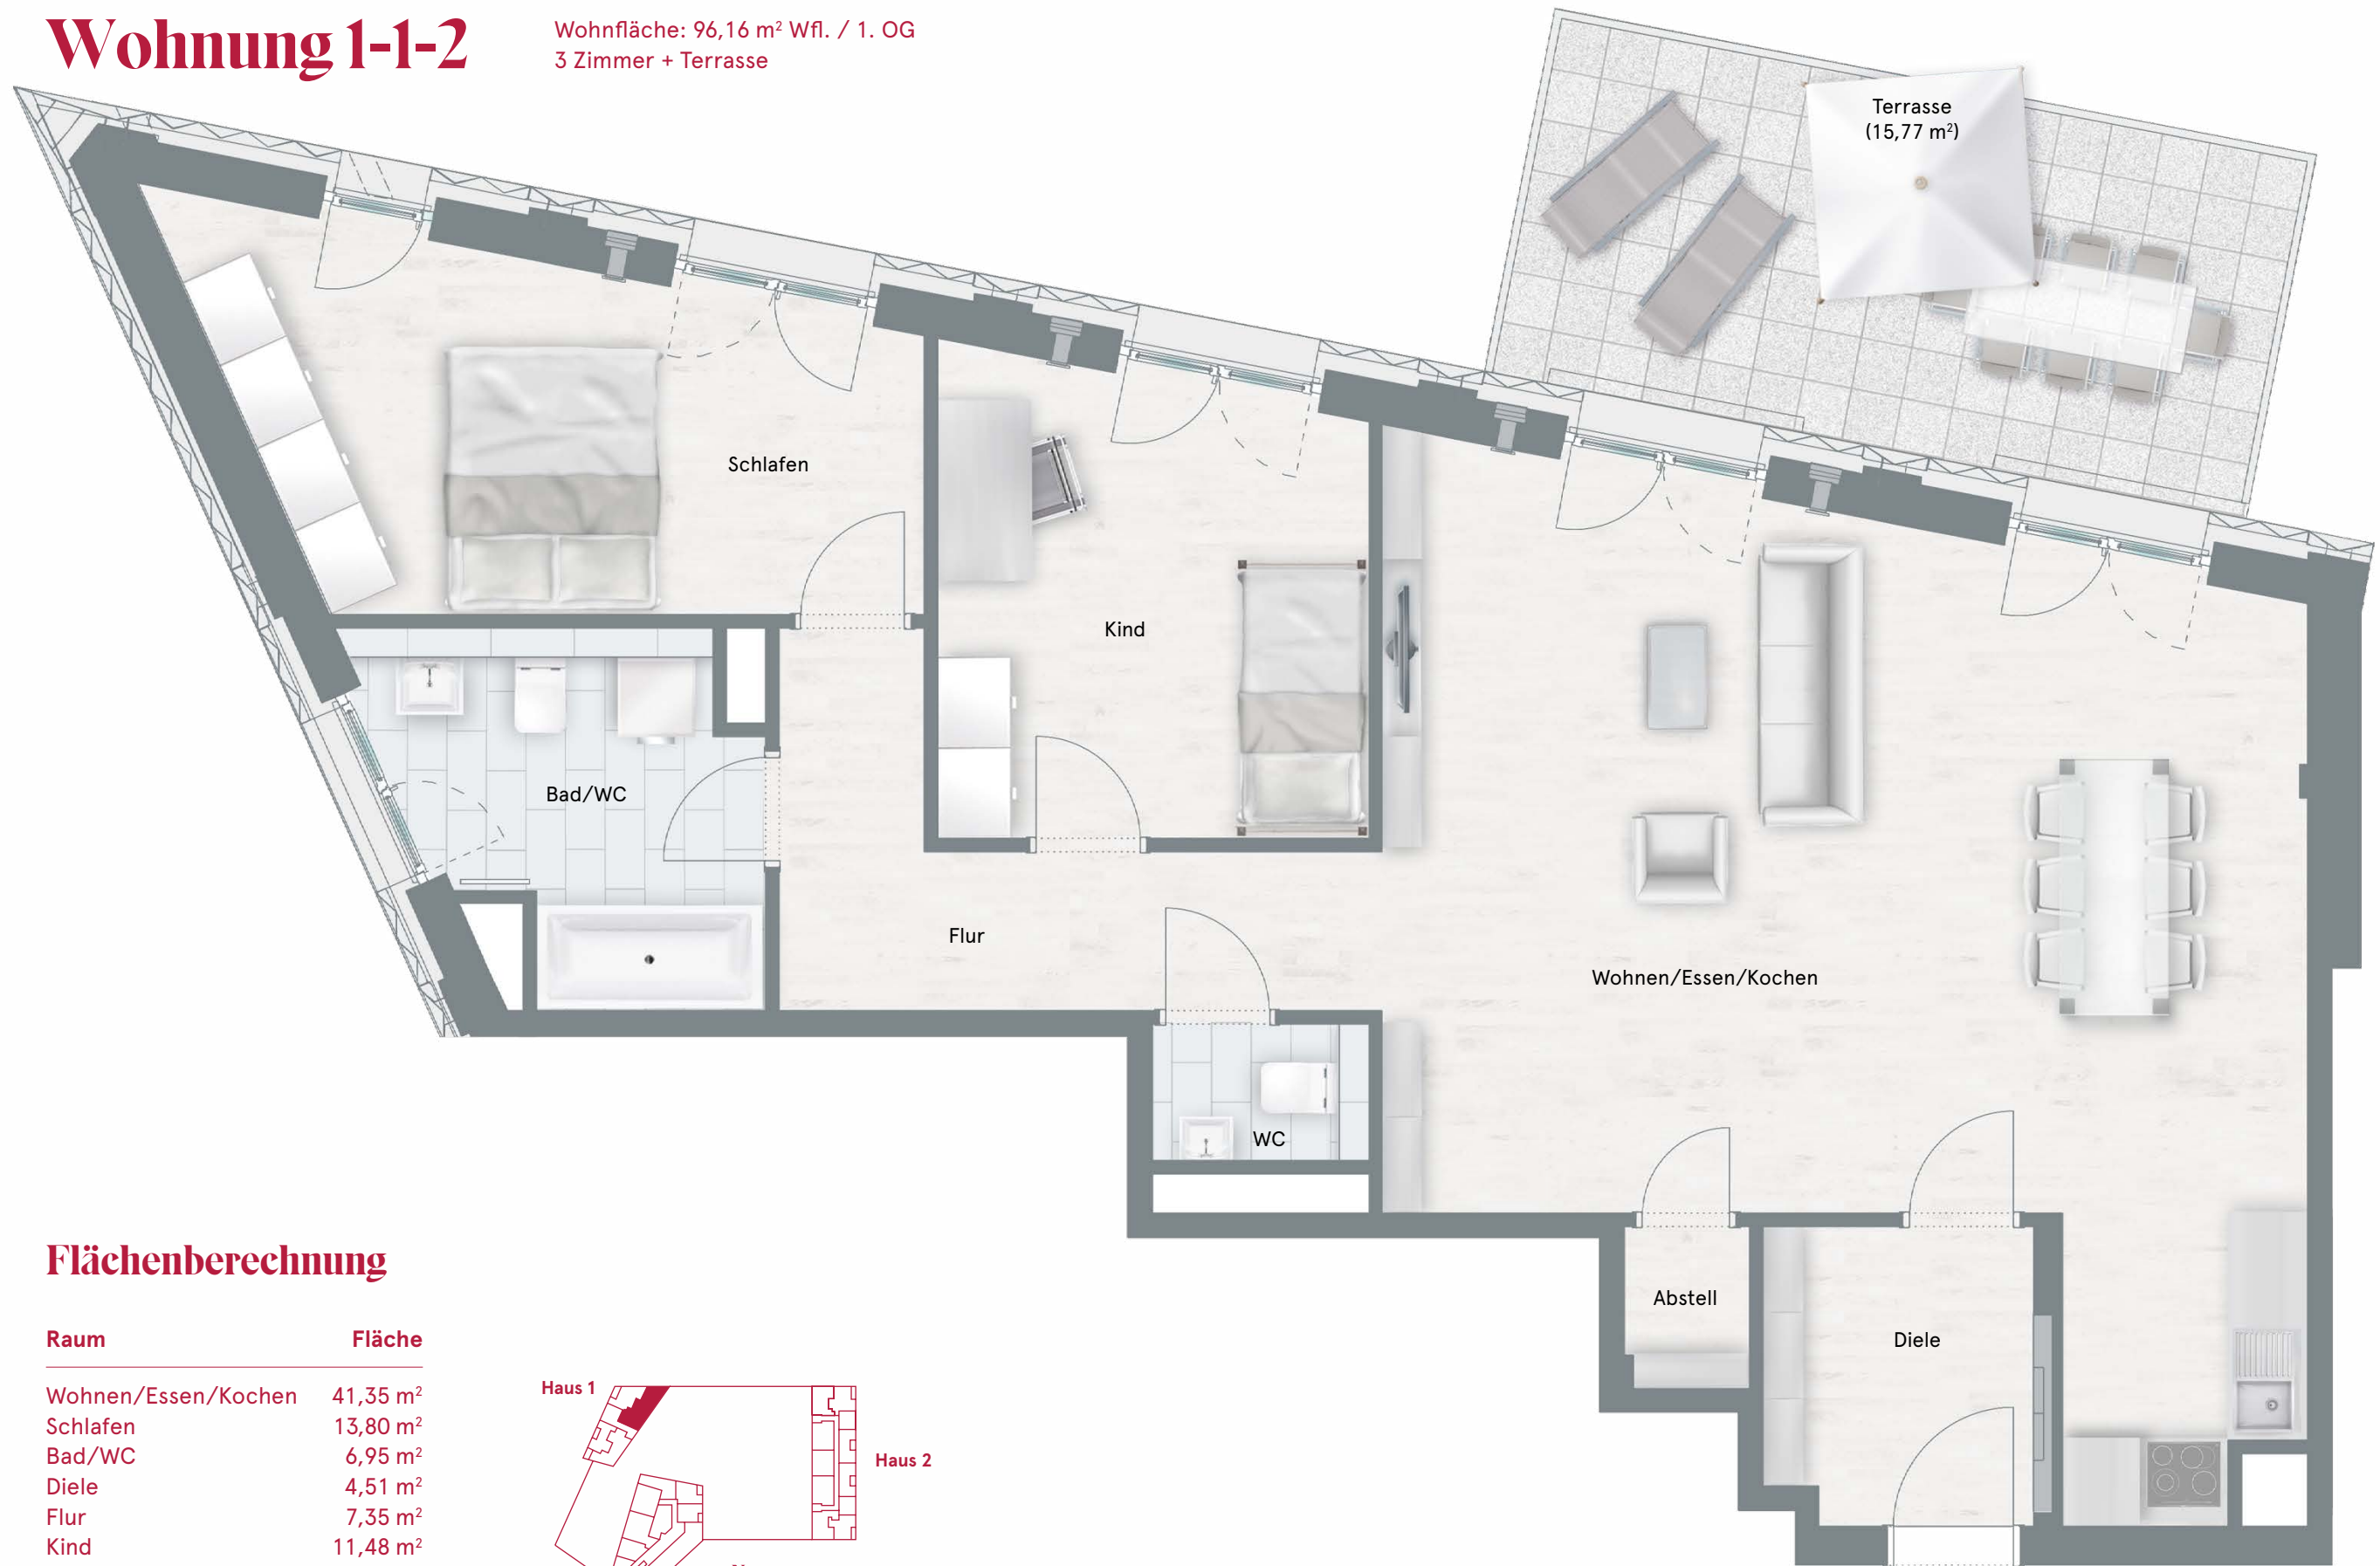 Wohnung 1-1-2
Wohnfläche: 96,16 m² Wfl. / 1. OG
3 Zimmer + Terrasse
Terrasse
(15,77 m²)
Schlafen
Kind
Bad/WC
Flur
Wohnen/Essen/Kochen
WC
Abstell
Diele
Flächenberechnung
Raum Fläche
Wohnen/Essen/Kochen 41,35 m²
Schlafen 13,80 m²
Bad/WC 6,95 m²
Diele 4,51 m²
Flur 7,35 m²
Kind 11,48 m²
Haus 1
Haus 2